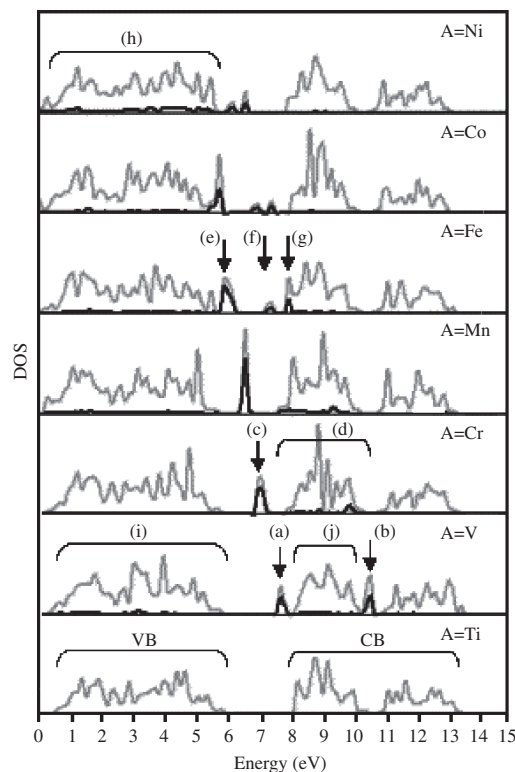 (h)
A=Ni
A=Co
(e) (f) (g)
A=Fe
A=Mn
(c) (d)
A=Cr
(i) (a) (j) (b)
A=V
VB CB
A=Ti
DOS
0 1 2 3 4 5 6 7 8 9 10 11 12 13 14 15
Energy (eV)